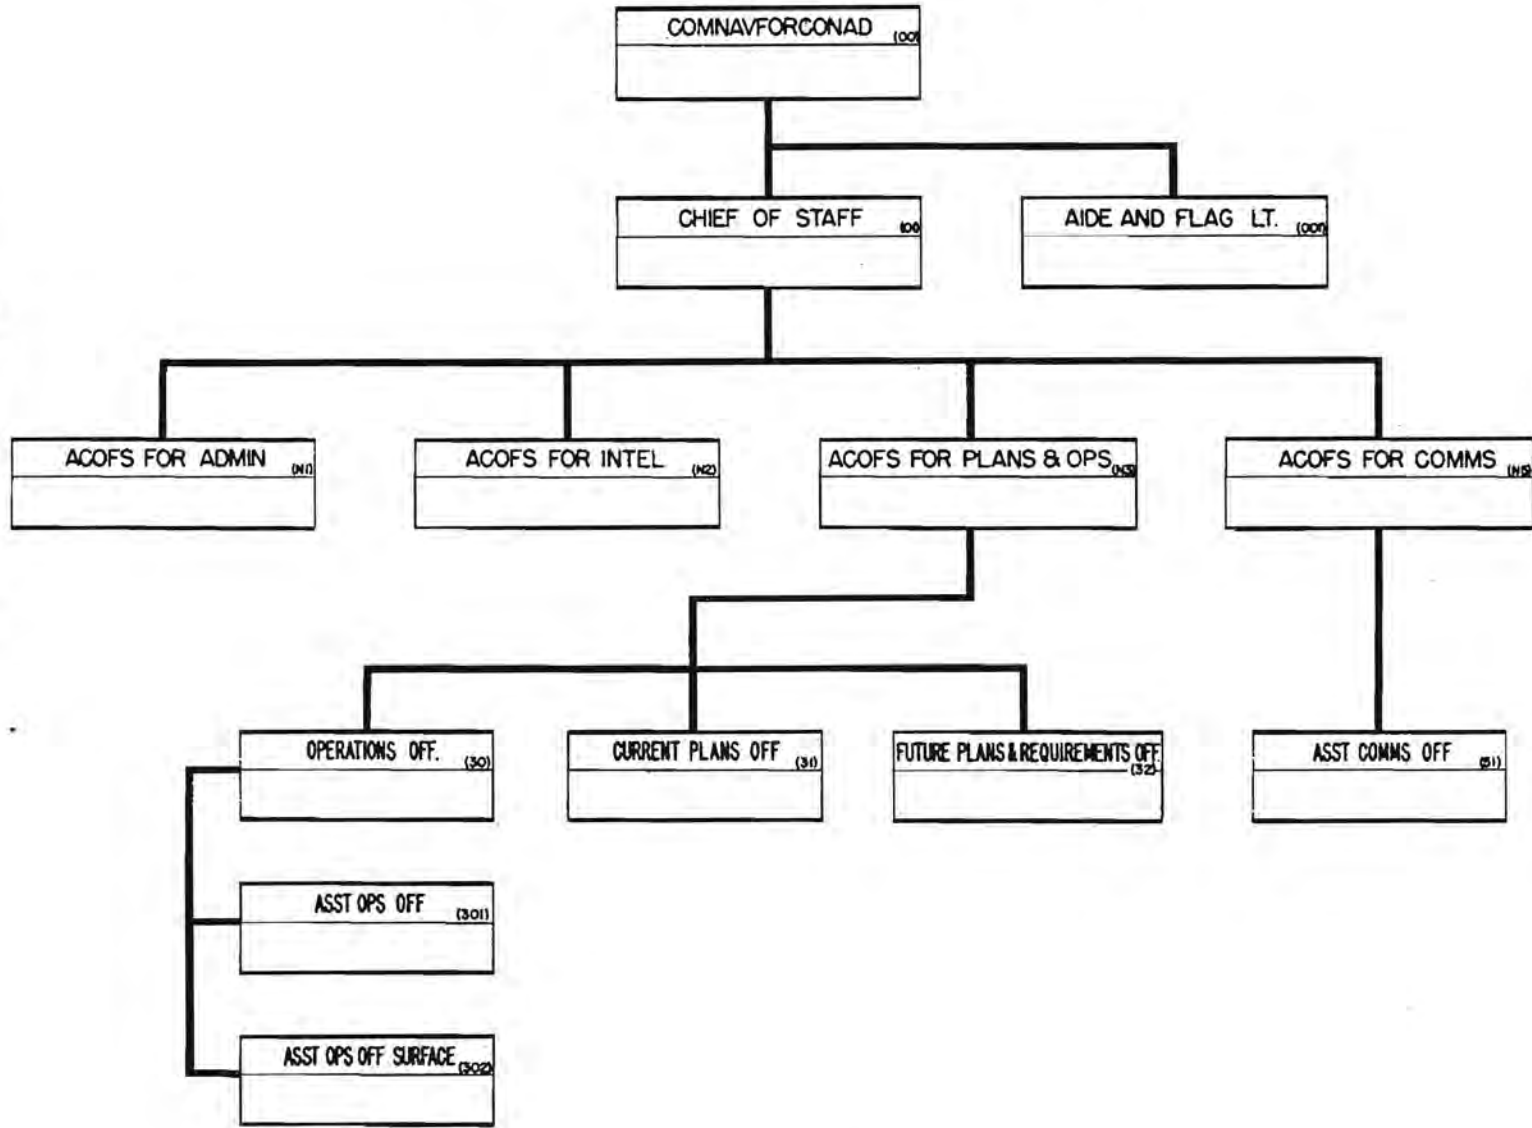 COMNAVFORCONAD (00)
CHIEF OF STAFF
AIDE AND FLAG LT. (001)
ACOFS FOR ADMIN (N1)
ACOFS FOR INTEL (N2)
ACOFS FOR PLANS & OPS (N3)
ACOFS FOR COMMS (N5)
OPERATIONS OFF. (30)
CURRENT PLANS OFF (31)
FUTURE PLANS & REQUIREMENTS OFF. (32)
ASST COMMS OFF (51)
ASST OPS OFF (301)
ASST OPS OFF SURFACE (302)